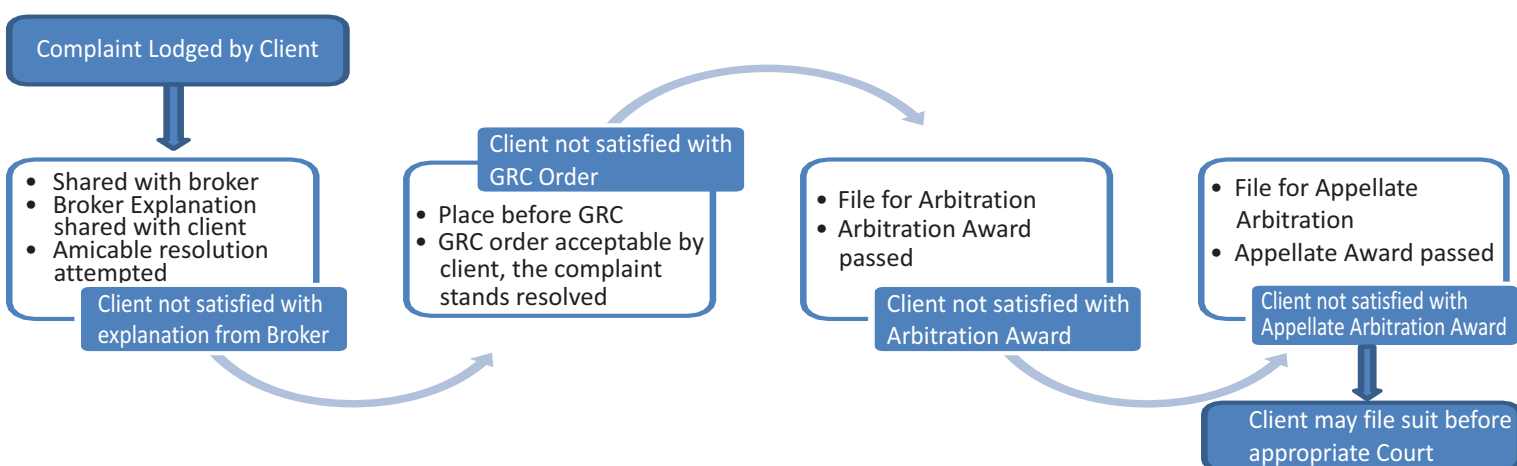 Complaint Lodged by Client
• Shared with broker
• Broker Explanation
shared with client
• Amicable resolution
attempted
Client not satisfied with
explanation from Broker
Client not satisfied with
GRC Order
• Place before GRC
• GRC order acceptable by
client, the complaint
stands resolved
• File for Arbitration
• Arbitration Award
passed
Client not satisfied with
Arbitration Award
• File for Appellate
Arbitration
• Appellate Award passed
Client not satisfied with
Appellate Arbitration Award
Client may file suit before
appropriate Court